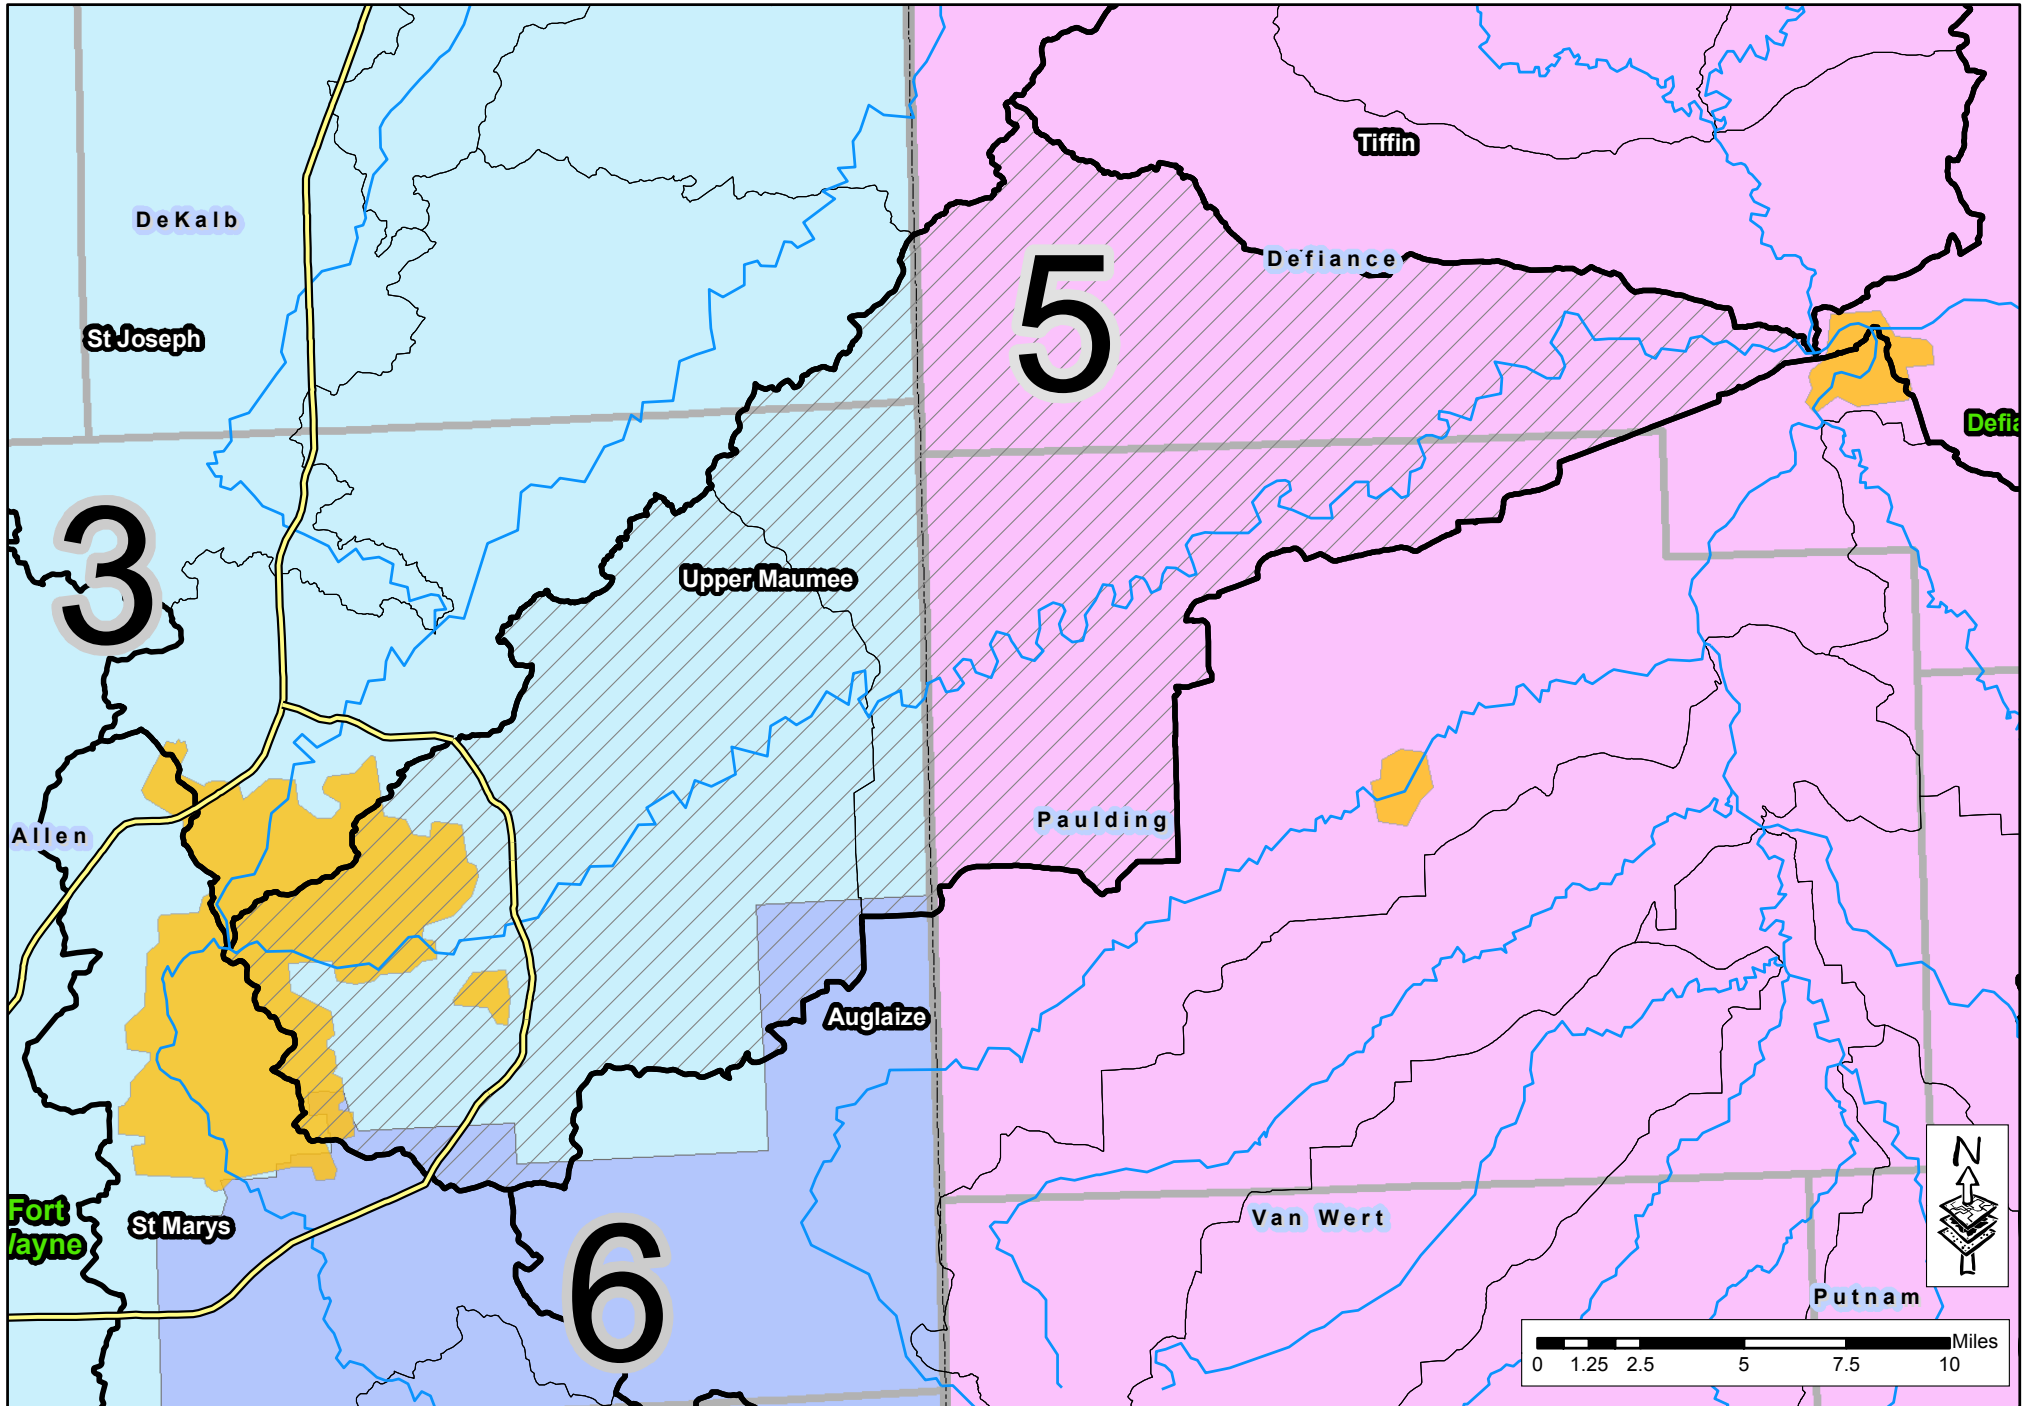 Tiffin
DeKalb
Defiance
5
St Joseph
Defia
3
Upper Maumee
Paulding
Allen
Auglaize
N
Fort
Wayne
St Marys
Van Wert
6
Putnam
Miles
0 1.25 2.5 5 7.5 10